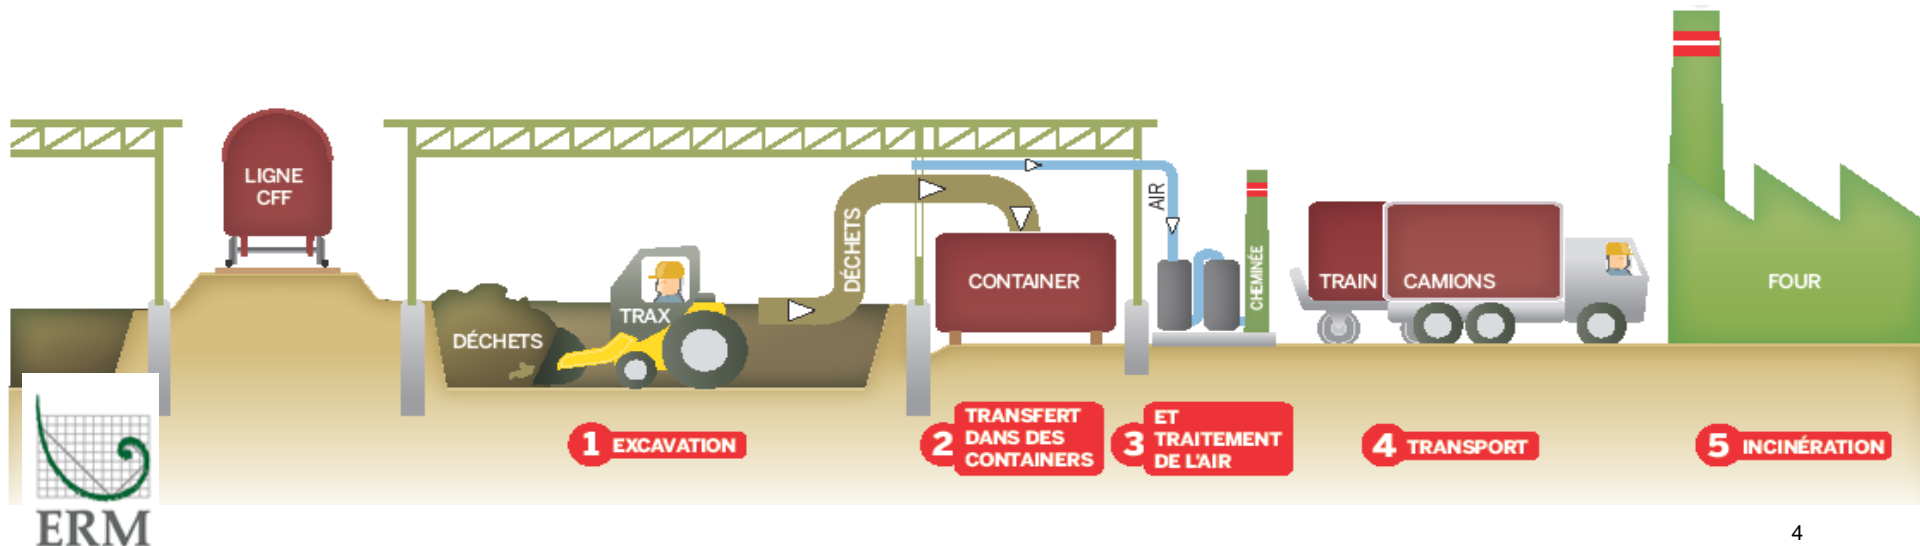 LIGNE
CFF
DÉCHETS
TRAX
DÉCHETS
CONTAINER
AIR
CHEMINÉE
TRAIN
CAMIONS
FOUR
1 EXCAVATION
2 TRANSFERT
DANS DES
CONTAINERS
3 ET
TRAITEMENT
DE L'AIR
4 TRANSPORT
5 INCINÉRATION
ERM
4